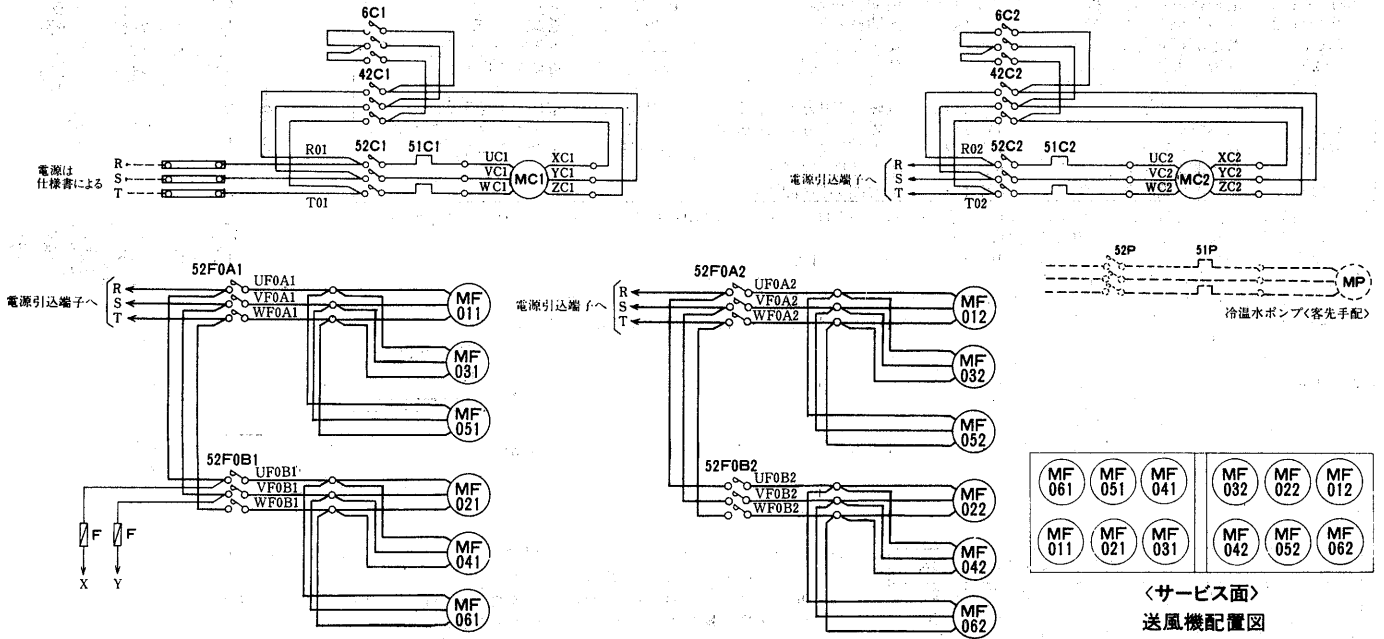 6C1
42C1
R01
52C1
51C1
UC1
VC1
WC1
MC1
XC1
YC1
ZC1
T01
電源は
仕様書による
R
S
T
6C2
42C2
R02
52C2
51C2
UC2
VC2
WC2
MC2
XC2
YC2
ZC2
T02
電源引込端子へ
R
S
T
52F0A1
UF0A1
VF0A1
WF0A1
電源引込端子へ
R
S
T
MF
011
MF
031
MF
051
52F0B1
UF0B1
VF0B1
WF0B1
MF
021
MF
041
MF
061
F
F
X
Y
52F0A2
UF0A2
VF0A2
WF0A2
電源引込端子へ
R
S
T
MF
012
MF
032
MF
052
52F0B2
UF0B2
VF0B2
WF0B2
MF
022
MF
042
MF
062
52P
51P
MP
冷温水ポンプ<客先手配>
MF
061
MF
051
MF
041
MF
032
MF
022
MF
012
MF
011
MF
021
MF
031
MF
042
MF
052
MF
062
<サービス面>
送風機配置図